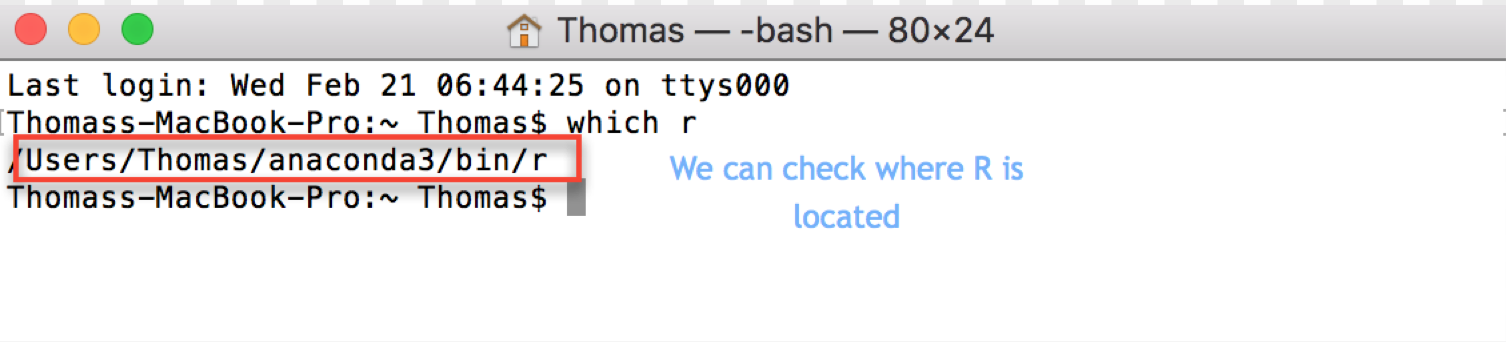 Thomas — -bash — 80×24
Last login: Wed Feb 21 06:44:25 on ttys000
[Thomass-MacBook-Pro:~ Thomas$ which r
/Users/Thomas/anaconda3/bin/r
We can check where R is
located
Thomass-MacBook-Pro:~ Thomas$